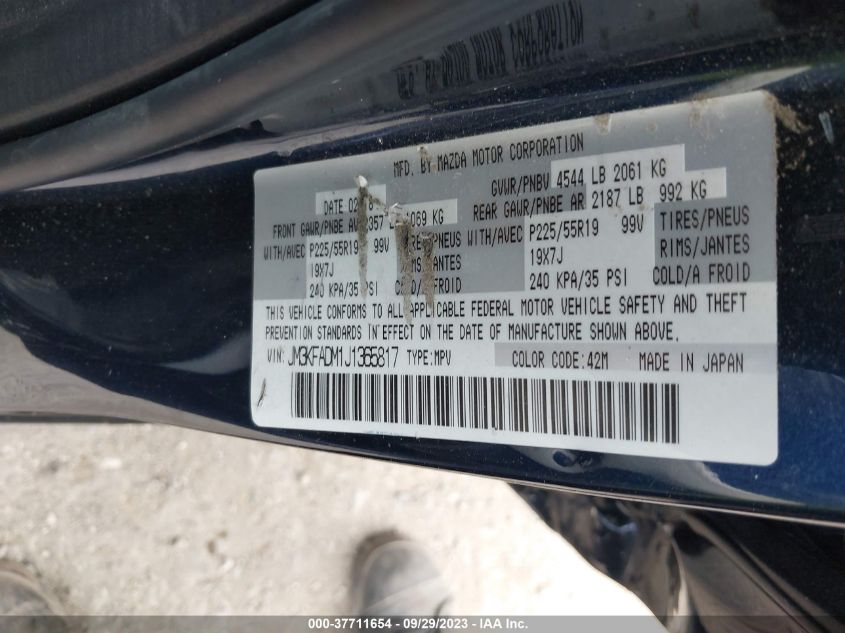 MFD. BY MAZDA MOTOR CORPORATION
GVWR/PNBV 4544 LB 2061 KG
FRONT GAWR/PNBE 2357 1069 KG
REAR GAWR/PNBE AR 2187 LB 992 KG
DATE
WITH/AVEC P225/55R19 99V
WITH/AVEC P225/55R19 99V TIRES/PNEUS
19X7J
19X7J RIMS/JANTES
240 KPA/35 PSI FROID
240 KPA/35 PSI COLD/A FROID
THIS VEHICLE CONFORMS TO ALL APPLICABLE FEDERAL MOTOR VEHICLE SAFETY AND THEFT
PREVENTION STANDARDS IN EFFECT ON THE DATE OF MANUFACTURE SHOWN ABOVE.
VIN: JM3KFADM1J1365817 TYPE:MPV COLOR CODE:42M MADE IN JAPAN
000-37711654 - 09/29/2023 - IAA Inc.